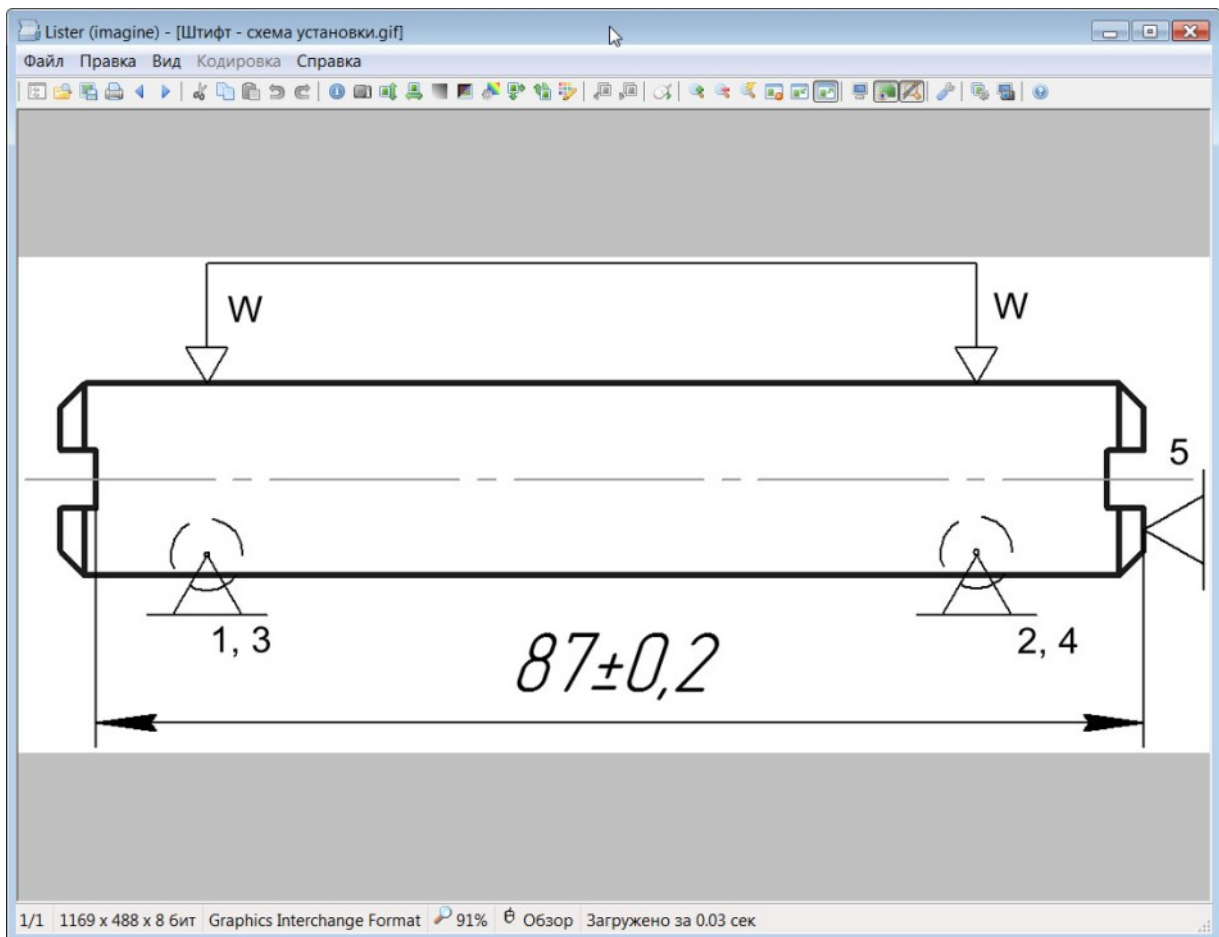 Lister (imagine) - [Штифт - схема установки.gif]
Файл Правка Вид Кодировка Справка
W W
5
1, 3 2, 4
87±0,2
1/1 1169 x 488 x 8 бит Graphics Interchange Format 91% Обзор Загружено за 0.03 сек